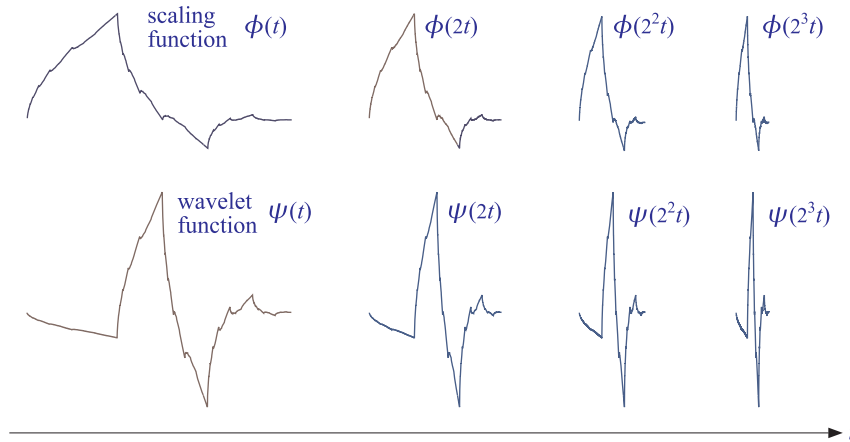 scaling
function ϕ(t) ϕ(2t) ϕ(2²t) ϕ(2³t)
wavelet
function ψ(t) ψ(2t) ψ(2²t) ψ(2³t)